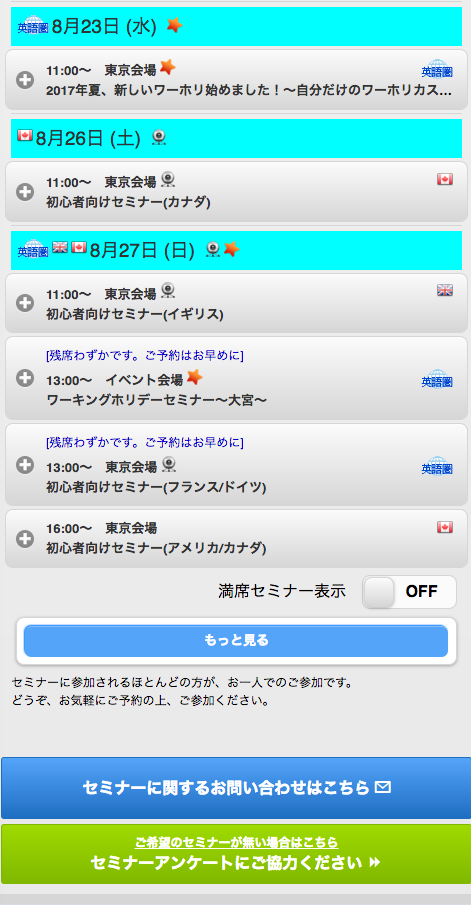 英語圏 8月23日 (水)
11:00〜 東京会場
英語圏
2017年夏、新しいワーホリ始めました！〜自分だけのワーホリカス...
8月26日 (土)
11:00〜 東京会場
初心者向けセミナー(カナダ)
英語圏 8月27日 (日)
11:00〜 東京会場
初心者向けセミナー(イギリス)
[残席わずかです。ご予約はお早めに]
13:00〜 イベント会場
英語圏
ワーキングホリデーセミナー〜大宮〜
[残席わずかです。ご予約はお早めに]
13:00〜 東京会場
英語圏
初心者向けセミナー(フランス/ドイツ)
16:00〜 東京会場
初心者向けセミナー(アメリカ/カナダ)
満席セミナー表示 OFF
もっと見る
セミナーに参加されるほとんどの方が、お一人でのご参加です。
どうぞ、お気軽にご予約の上、ご参加ください。
セミナーに関するお問い合わせはこちら
ご希望のセミナーが無い場合はこちら
セミナーアンケートにご協力ください